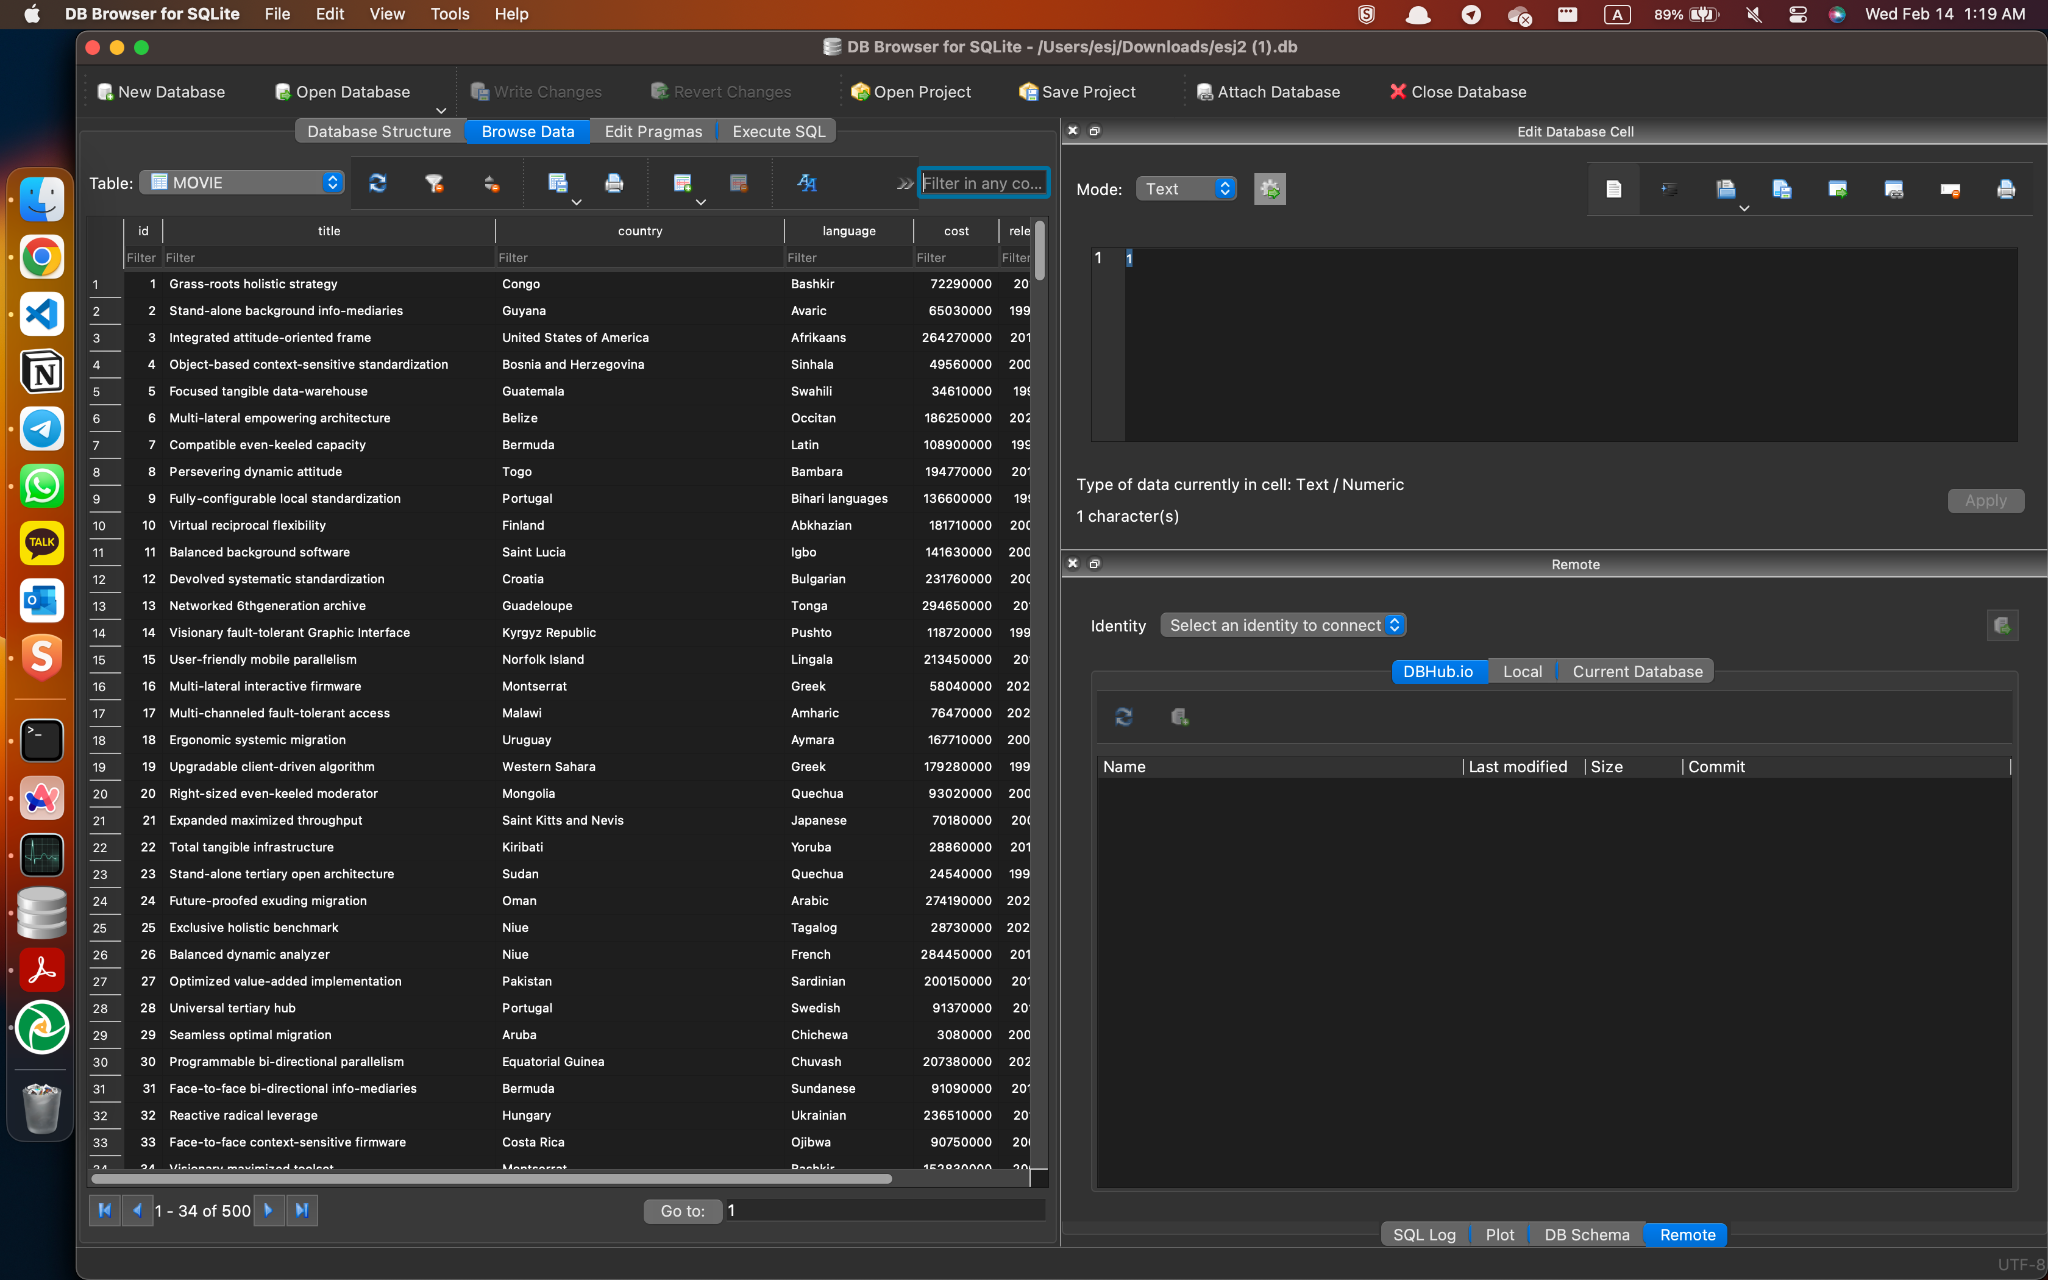 DB Browser for SQLite File Edit View Tools Help 89% Wed Feb 14 1:19 AM
DB Browser for SQLite - /Users/esj/Downloads/esj2 (1).db
New Database Open Database Write Changes Revert Changes Open Project Save Project Attach Database Close Database
Database Structure Browse Data Edit Pragmas Execute SQL
Table: MOVIE Filter in any co...
id title country language cost rele
Filter Filter Filter Filter Filter Filter
1 1 Grass-roots holistic strategy Congo Bashkir 72290000 20
2 2 Stand-alone background info-mediaries Guyana Avaric 65030000 199
3 3 Integrated attitude-oriented frame United States of America Afrikaans 264270000 201
4 4 Object-based context-sensitive standardization Bosnia and Herzegovina Sinhala 49560000 200
5 5 Focused tangible data-warehouse Guatemala Swahili 34610000 199
6 6 Multi-lateral empowering architecture Belize Occitan 186250000 202
7 7 Compatible even-keeled capacity Bermuda Latin 108900000 199
8 8 Persevering dynamic attitude Togo Bambara 194770000 201
9 9 Fully-configurable local standardization Portugal Bihari languages 136600000 199
10 10 Virtual reciprocal flexibility Finland Abkhazian 181710000 200
11 11 Balanced background software Saint Lucia Igbo 141630000 200
12 12 Devolved systematic standardization Croatia Bulgarian 231760000 200
13 13 Networked 6thgeneration archive Guadeloupe Tonga 294650000 20
14 14 Visionary fault-tolerant Graphic Interface Kyrgyz Republic Pushto 118720000 199
15 15 User-friendly mobile parallelism Norfolk Island Lingala 213450000 20
16 16 Multi-lateral interactive firmware Montserrat Greek 58040000 202
17 17 Multi-channeled fault-tolerant access Malawi Amharic 76470000 202
18 18 Ergonomic systemic migration Uruguay Aymara 167710000 200
19 19 Upgradable client-driven algorithm Western Sahara Greek 179280000 199
20 20 Right-sized even-keeled moderator Mongolia Quechua 93020000 200
21 21 Expanded maximized throughput Saint Kitts and Nevis Japanese 70180000 200
22 22 Total tangible infrastructure Kiribati Yoruba 28860000 201
23 23 Stand-alone tertiary open architecture Sudan Quechua 24540000 199
24 24 Future-proofed exuding migration Oman Arabic 274190000 202
25 25 Exclusive holistic benchmark Niue Tagalog 28730000 202
26 26 Balanced dynamic analyzer Niue French 284450000 201
27 27 Optimized value-added implementation Pakistan Sardinian 200150000 201
28 28 Universal tertiary hub Portugal Swedish 91370000 20
29 29 Seamless optimal migration Aruba Chichewa 3080000 200
30 30 Programmable bi-directional parallelism Equatorial Guinea Chuvash 207380000 202
31 31 Face-to-face bi-directional info-mediaries Bermuda Sundanese 91090000 201
32 32 Reactive radical leverage Hungary Ukrainian 236510000 20
33 33 Face-to-face context-sensitive firmware Costa Rica Ojibwa 90750000 200
34 34 Visionary maximized toolset Montserrat Bashkir 152830000
1 - 34 of 500 Go to: 1
Edit Database Cell
Mode: Text
1 1
Type of data currently in cell: Text / Numeric
1 character(s)
Apply
Remote
Identity Select an identity to connect
DBHub.io Local Current Database
Name Last modified Size Commit
SQL Log Plot DB Schema Remote
UTF-8
TALK